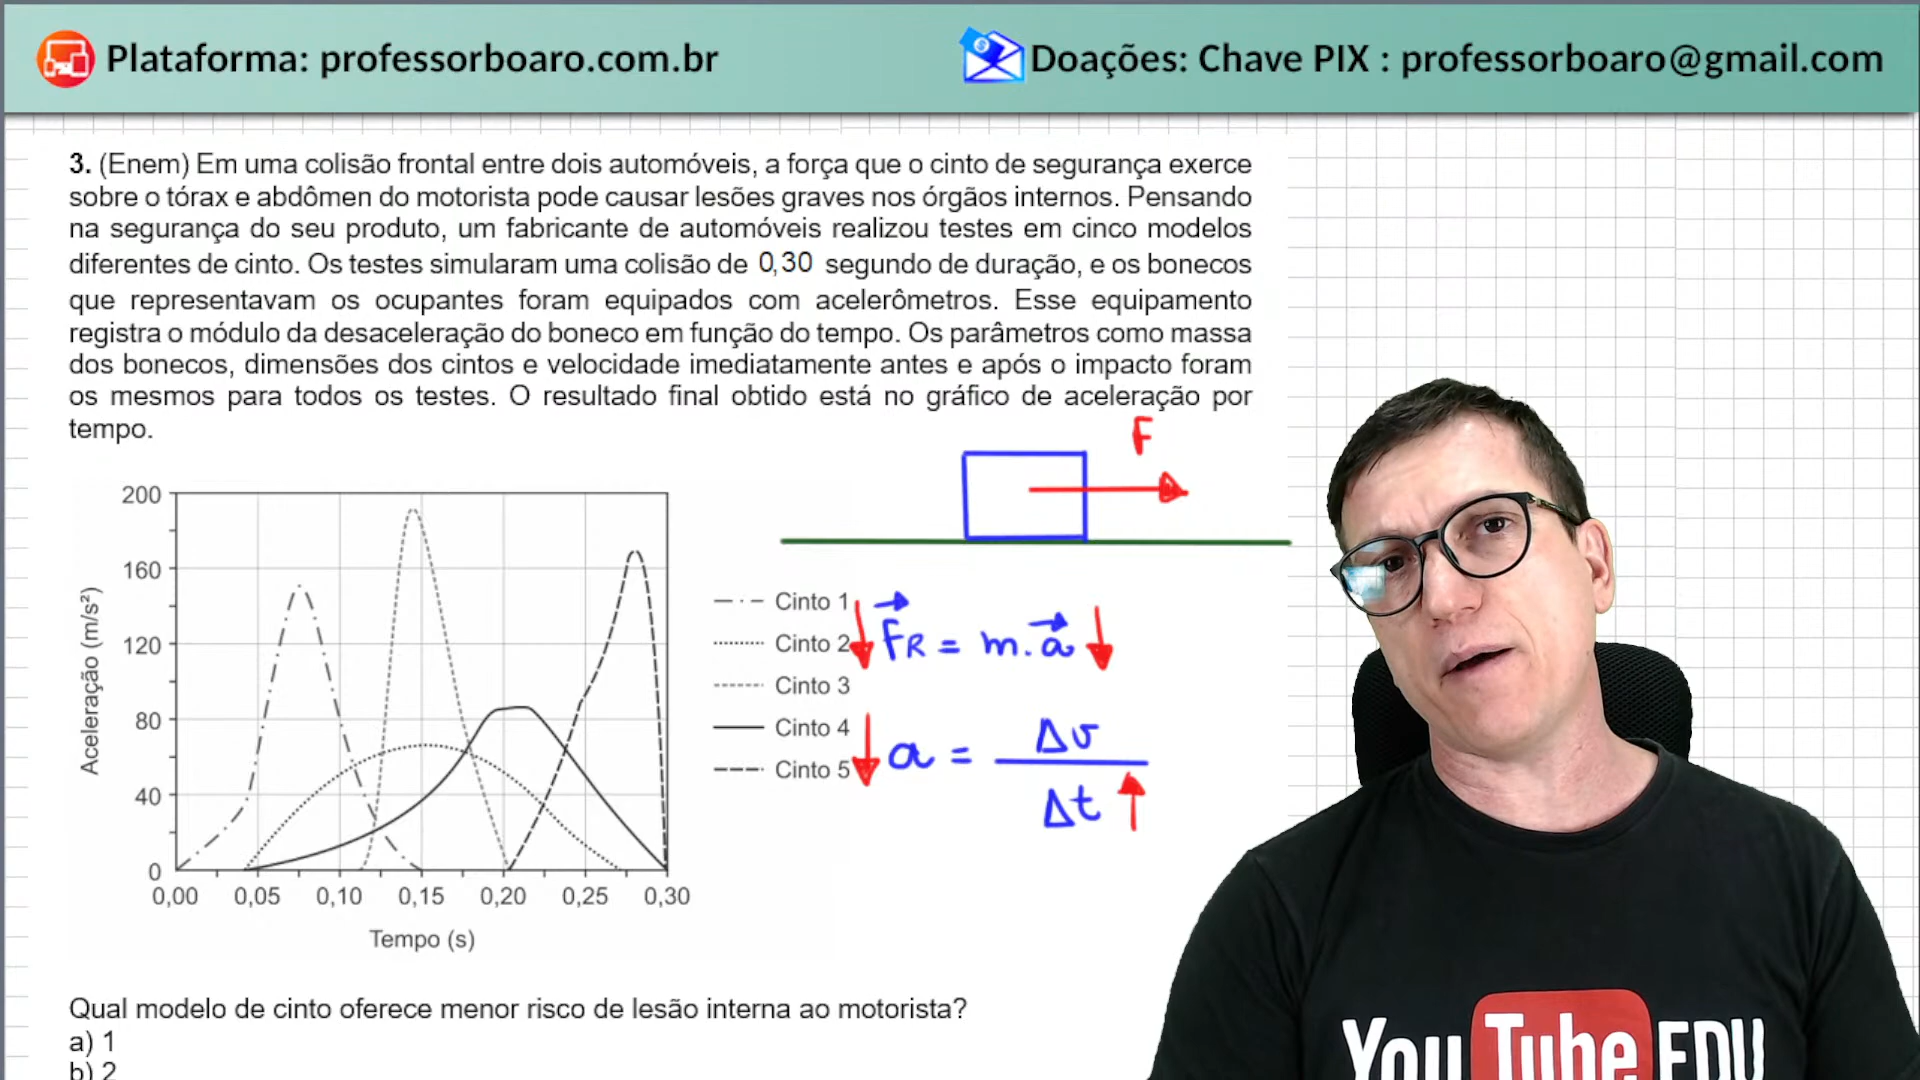 Plataforma: professorboaro.com.br
Doações: Chave PIX : professorboaro@gmail.com
3. (Enem) Em uma colisão frontal entre dois automóveis, a força que o cinto de segurança exerce
sobre o tórax e abdômen do motorista pode causar lesões graves nos órgãos internos. Pensando
na segurança do seu produto, um fabricante de automóveis realizou testes em cinco modelos
diferentes de cinto. Os testes simularam uma colisão de 0,30 segundo de duração, e os bonecos
que representavam os ocupantes foram equipados com acelerômetros. Esse equipamento
registra o módulo da desaceleração do boneco em função do tempo. Os parâmetros como massa
dos bonecos, dimensões dos cintos e velocidade imediatamente antes e após o impacto foram
os mesmos para todos os testes. O resultado final obtido está no gráfico de aceleração por
tempo.
F
200
160
120
80
40
0
Aceleração (m/s²)
0,00 0,05 0,10 0,15 0,20 0,25 0,30
Tempo (s)
Cinto 1
Cinto 2
Cinto 3
Cinto 4
Cinto 5
FR = m.a
a = Δv
Δt
Qual modelo de cinto oferece menor risco de lesão interna ao motorista?
a) 1
b) 2
You Tube EDU